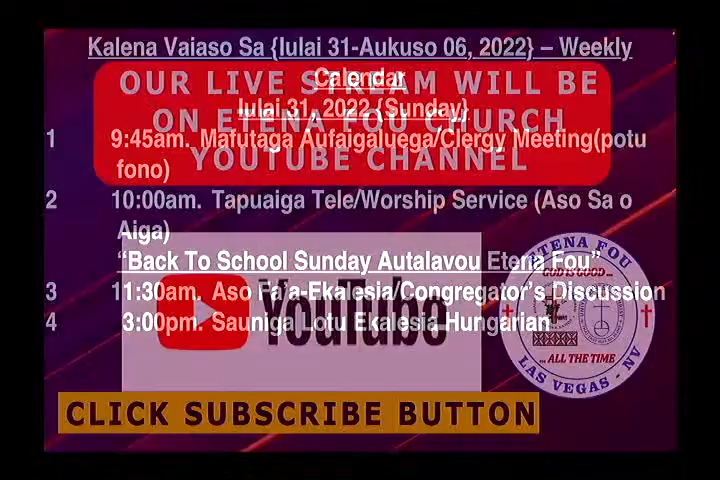 Kalena Vaiaso Sa {Iulai 31-Aukuso 06, 2022} – Weekly
Calendar
OUR LIVE STREAM WILL BE
Iulai 31, 2022 {Sunday}
ON ETENA FOU CHURCH
1 9:45am. Mafutaga Aufaigaluega/Clergy Meeting(potu
YOUTUBE CHANNEL
fono)
2 10:00am. Tapuaiga Tele/Worship Service (Aso Sa o
Aiga)
“Back To School Sunday Autalavou Etena Fou”
3 11:30am. Aso Fa'a-Ekalesia/Congregator's Discussion
4 3:00pm. Sauniga Lotu Ekalesia Hungarian
YouTube
ETENA FOU
GOD IS GOOD...
... ALL THE TIME
LAS VEGAS - NV
CLICK SUBSCRIBE BUTTON